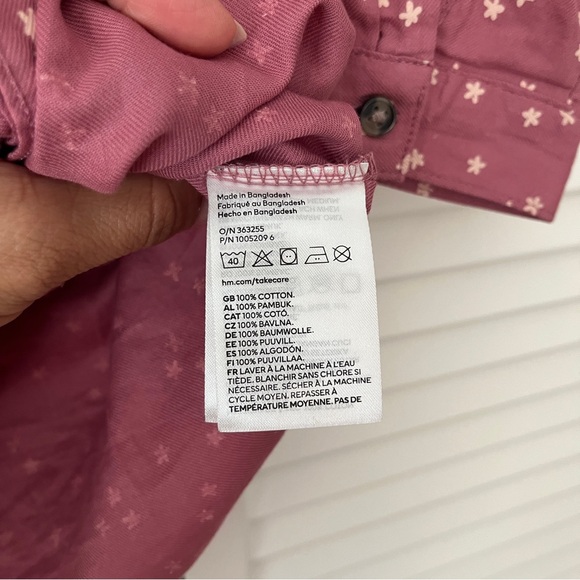 Made in Bangladesh
Fabriqué au Bangladesh
Hecho en Bangladesh
O/N 363255
P/N 1005209 6
40
hm.com/takecare
GB 100% COTTON.
AL 100% PAMBUK.
CAT 100% COTÓ.
CZ 100% BAVLNA.
DE 100% BAUMWOLLE.
EE 100% PUUVILL.
ES 100% ALGODÓN.
FI 100% PUUVILLAA.
FR LAVER À LA MACHINE À L'EAU
TIÈDE. BLANCHIR SANS CHLORE SI
NÉCESSAIRE. SÉCHER À LA MACHINE
CYCLE MOYEN. REPASSER À
TEMPÉRATURE MOYENNE. PAS DE